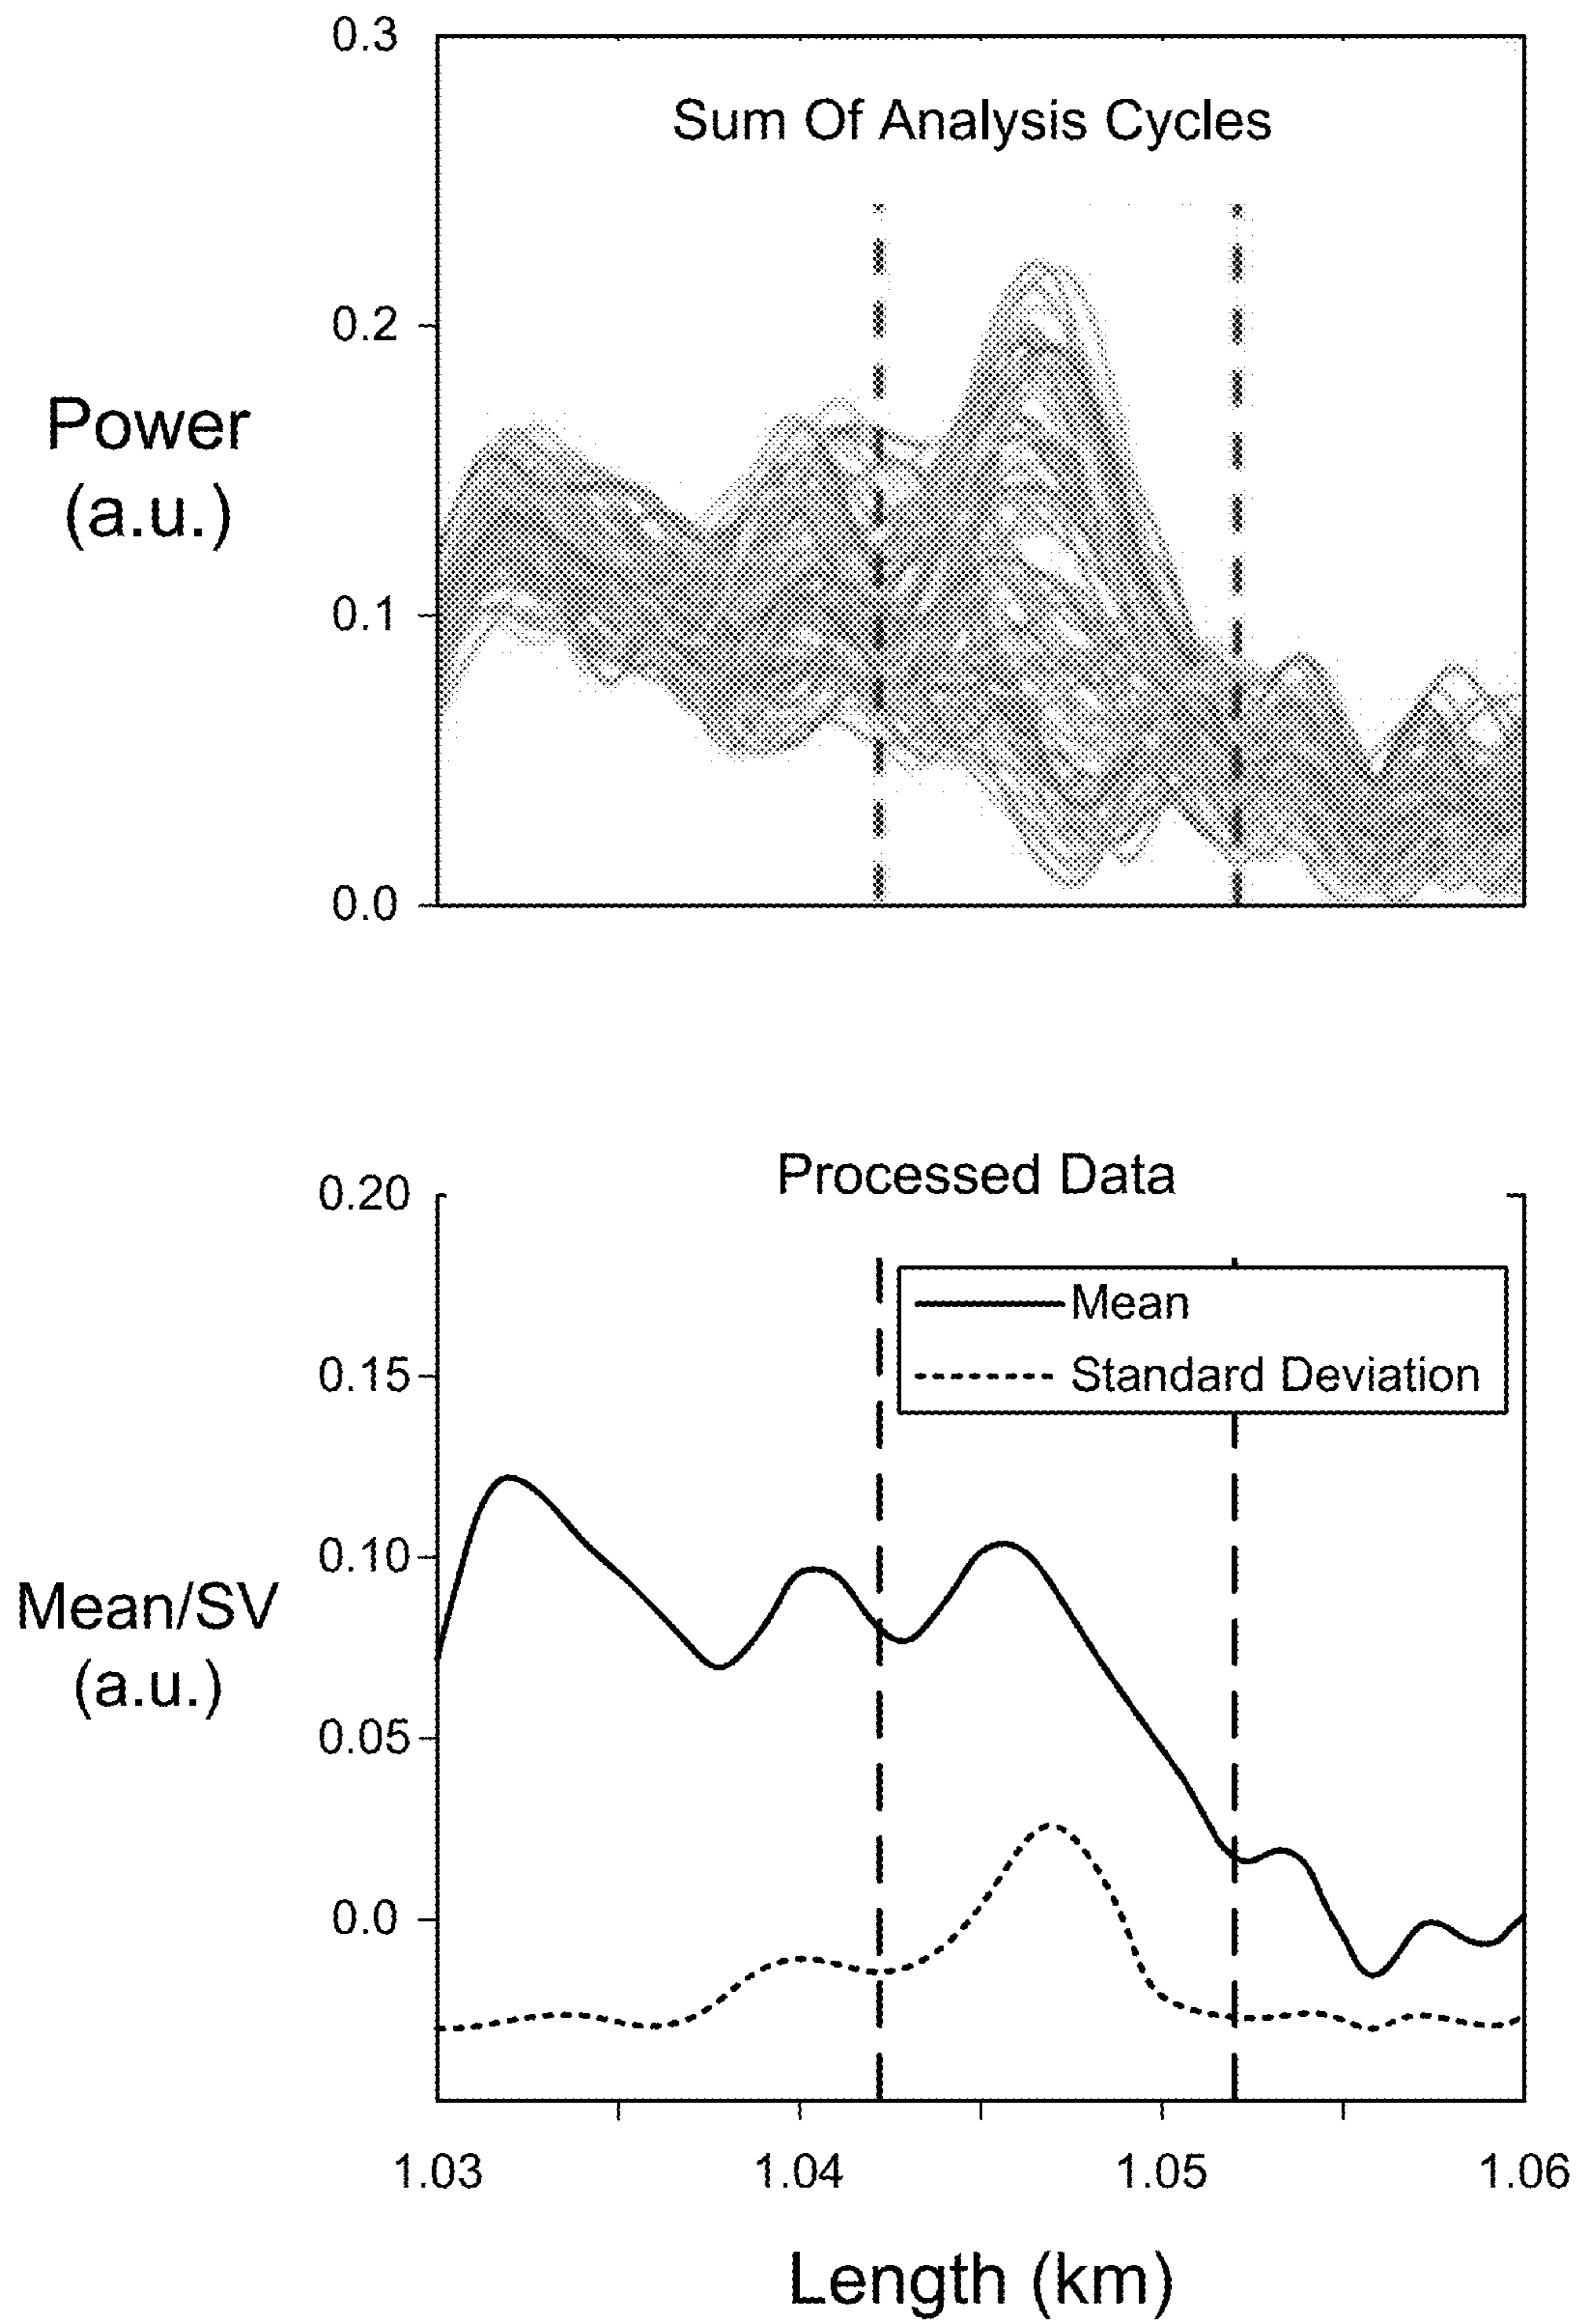 0.3
Sum Of Analysis Cycles
0.2
Power
(a.u.)
0.1
0.0
Processed Data
0.20
Mean
0.15
Standard Deviation
0.10
Mean/SV
(a.u.)
0.05
0.0
1.03 1.04 1.05 1.06
Length (km)